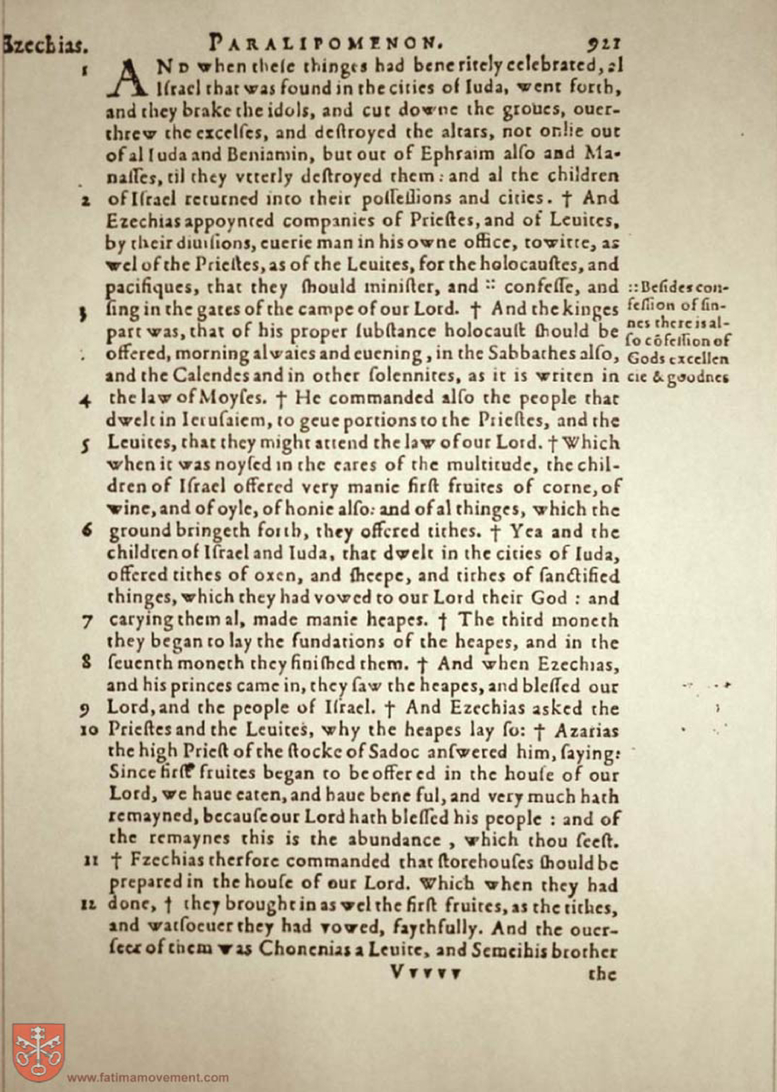 Ezechias. PARALIPOMENON. 921
1 AND when theſe thinges had bene ritely celebrated, al
Iſrael that was found in the cities of Iuda, went forth,
and they brake the idols, and cut downe the groues, ouer-
threw the excelſes, and deſtroyed the altars, not onlie out
of al Iuda and Beniamin, but out of Ephraim alſo and Ma-
naſſes, til they vtterly deſtroyed them: and al the children
2 of Iſrael returned into their poſſeſſions and cities. † And
Ezechias appoynted companies of Prieſtes, and of Leuites,
by their diuiſions, euerie man in his owne office, towitte, as
wel of the Prieſtes, as of the Leuites, for the holocauſtes, and
pacifiques, that they ſhould miniſter, and :: confeſſe, and
3 ſing in the gates of the campe of our Lord. † And the kinges
part was, that of his proper ſubſtance holocauſt ſhould be
offered, morning alwaies and euening, in the Sabbathes alſo,
and the Calendes and in other ſolennites, as it is writen in
::Beſides con-
feſſion of ſin-
nes there is al-
ſo cõfeſſion of
Gods excellen
cie & goodnes
4 the law of Moyſes. † He commanded alſo the people that
dwelt in Ieruſalem, to geue portions to the Prieſtes, and the
5 Leuites, that they might attend the law of our Lord. † Which
when it was noyſed in the eares of the multitude, the chil-
dren of Iſrael offered very manie firſt fruites of corne, of
wine, and of oyle, of honie alſo: and of al thinges, which the
6 ground bringeth forth, they offered tithes. † Yea and the
children of Iſrael and Iuda, that dwelt in the cities of Iuda,
offered tithes of oxen, and ſheepe, and tithes of ſanctified
thinges, which they had vowed to our Lord their God : and
7 carying them al, made manie heapes. † The third moneth
they began to lay the fundations of the heapes, and in the
8 ſeuenth moneth they finiſhed them. † And when Ezechias,
and his princes came in, they ſaw the heapes, and bleſſed our
9 Lord, and the people of Iſrael. † And Ezechias asked the
10 Prieſtes and the Leuites, why the heapes lay ſo: † Azarias
the high Prieſt of the ſtocke of Sadoc anſwered him, ſaying:
Since firſt fruites began to be offered in the houſe of our
Lord, we haue eaten, and haue bene ful, and very much hath
remayned, becauſe our Lord hath bleſſed his people : and of
the remaynes this is the abundance, which thou ſeeſt.
11 † Ezechias therfore commanded that ſtorehouſes ſhould be
prepared in the houſe of our Lord. Which when they had
12 done, † they brought in as wel the firſt fruites, as the tithes,
and watſoeuer they had vowed, faythfully. And the ouer-
ſeer of them was Chonenias a Leuite, and Semei his brother
Vvvvv the
www.fatimamovement.com